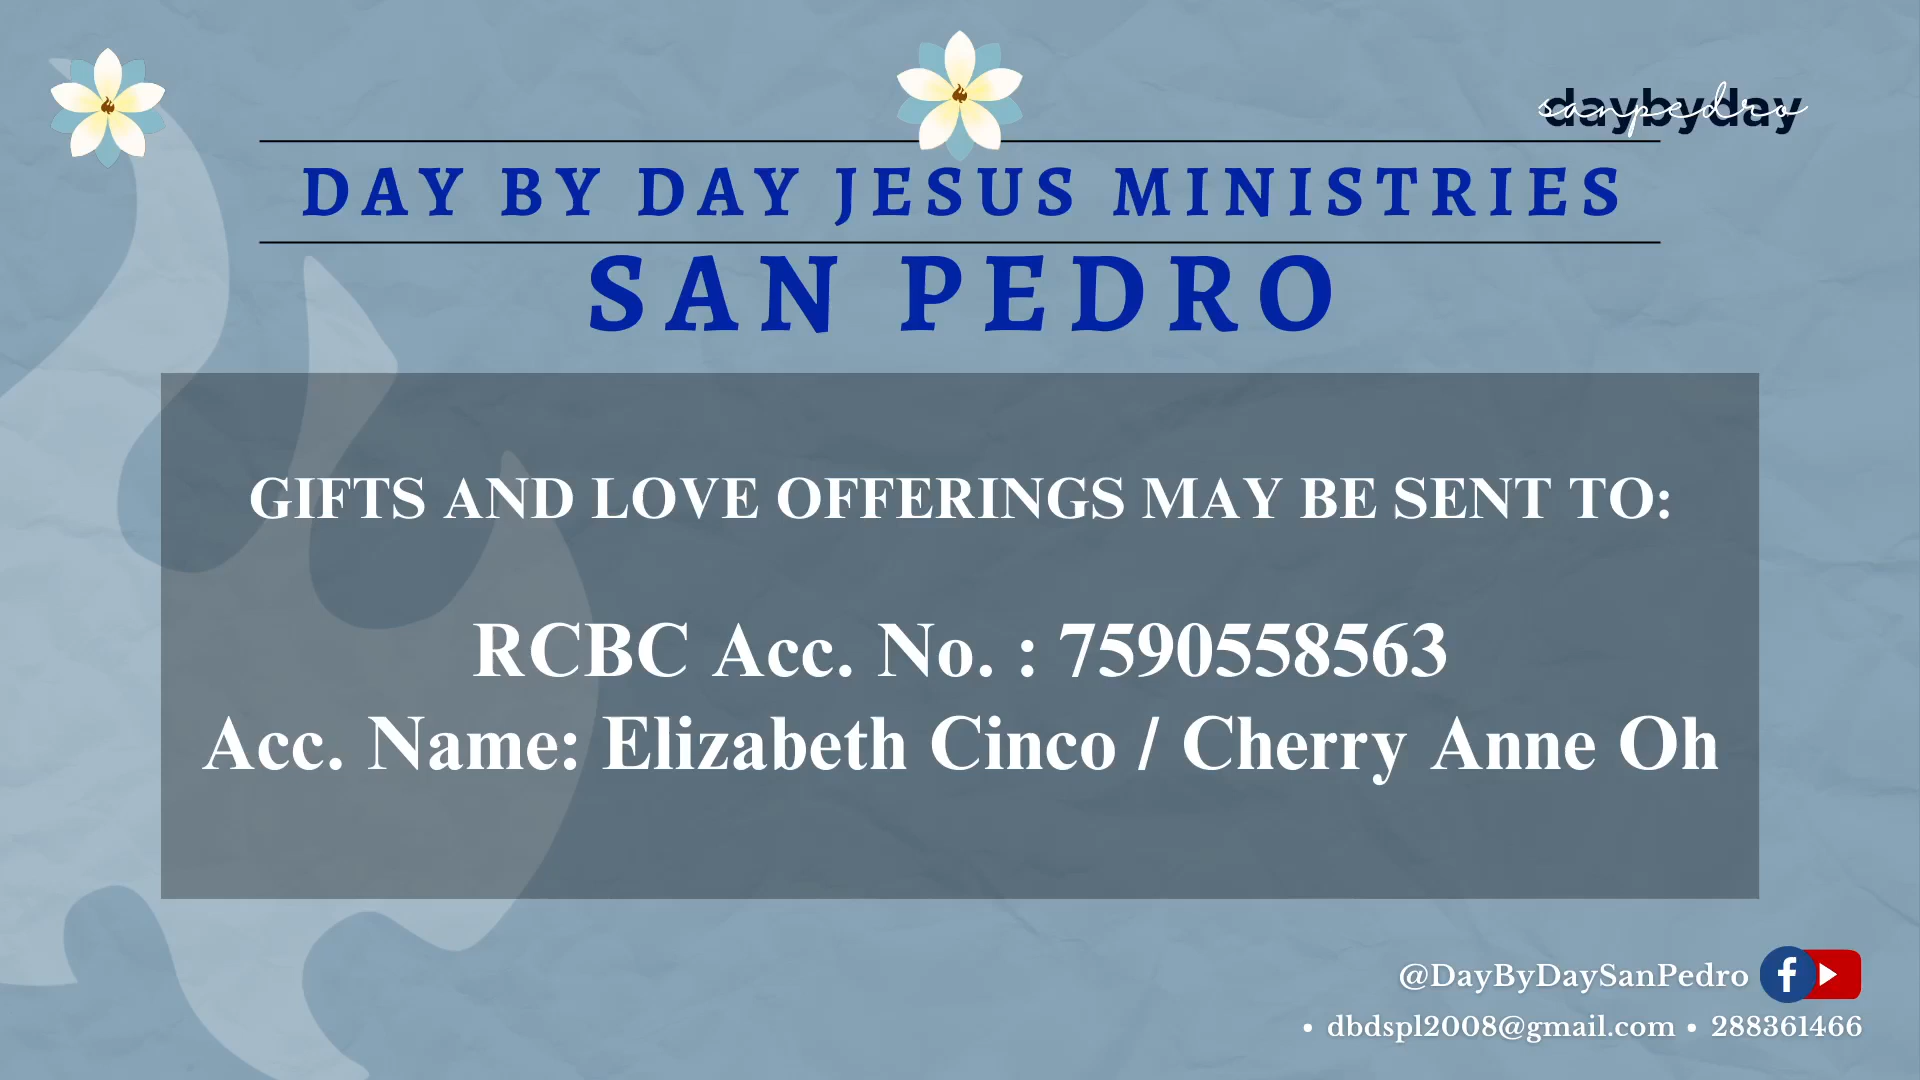 daybyday
sanpedro
DAY BY DAY JESUS MINISTRIES
SAN PEDRO
GIFTS AND LOVE OFFERINGS MAY BE SENT TO:
RCBC Acc. No. : 7590558563
Acc. Name: Elizabeth Cinco / Cherry Anne Oh
@DayByDaySanPedro
• dbdspl2008@gmail.com • 288361466